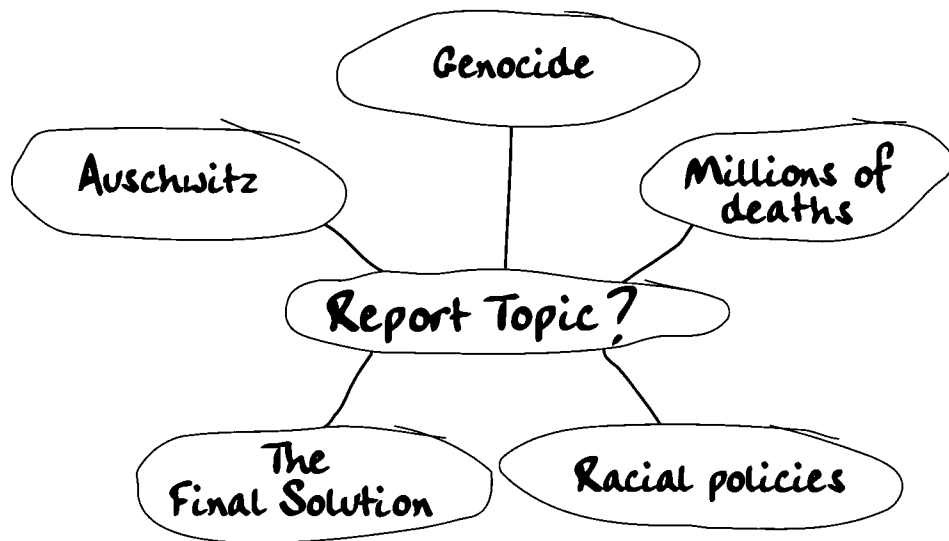 Genocide
Auschwitz
Millions of
deaths
Report Topic?
The
Final Solution
Racial policies